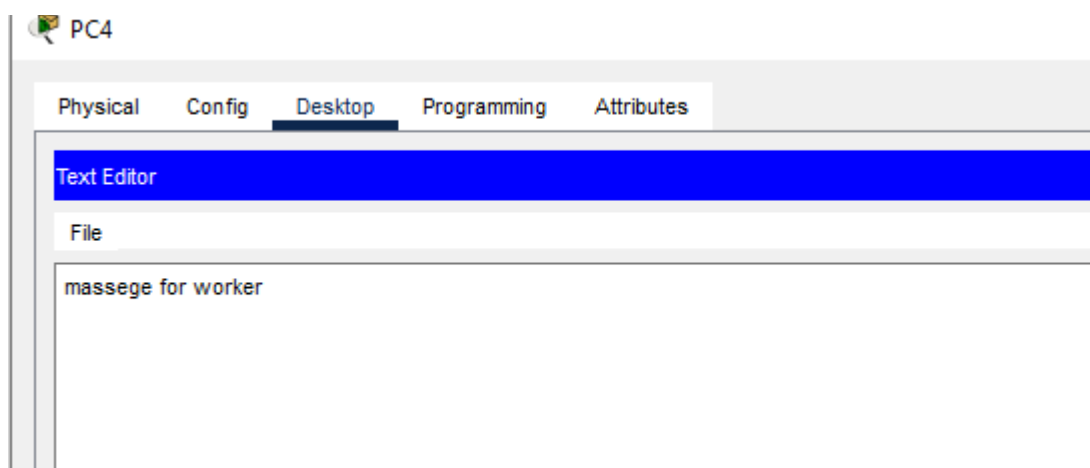 PC4
Physical Config Desktop Programming Attributes
Text Editor
File
massege for worker